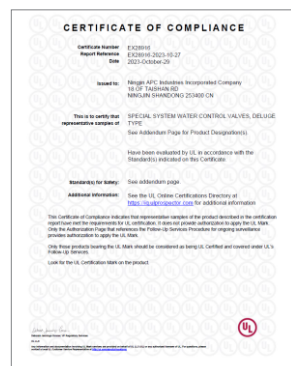 CERTIFICATE OF COMPLIANCE
Certificate Number EX28010
Report Reference EX28010-2023-10-27
Date 2023-October-29
Issued to: Ningjin APC Industries Incorporated Company
18 OF TAISHAN RD
NINGJIN SHANDONG 253400 CN
This is to certify that SPECIAL SYSTEM WATER CONTROL VALVES, DELUGE
representative samples of TYPE
See Addendum Page for Product Designation(s).
Have been evaluated by UL in accordance with the
Standard(s) indicated on this Certificate.
Standard(s) for Safety: See addendum page
Additional Information: See the UL Online Certifications Directory at
https://iq.ulprospector.com for additional information
This Certificate of Compliance indicates that representative samples of the product described in the certification
report have met the requirements for UL certification. It does not provide authorization to apply the UL Mark.
Only the Authorization Page that references the Follow-Up Services Procedure for ongoing surveillance
provides authorization to apply the UL Mark.
Only those products bearing the UL Mark should be considered as being UL Certified and covered under UL's
Follow-Up Services.
Look for the UL Certification Mark on the product.
UL